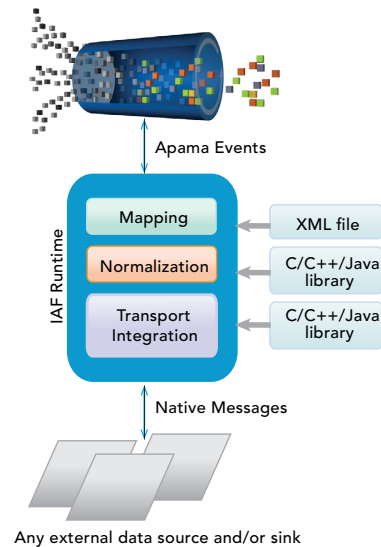 Apama Events
IAF Runtime
Mapping
XML file
Normalization
C/C++/Java
library
Transport
Integration
C/C++/Java
library
Native Messages
Any external data source and/or sink